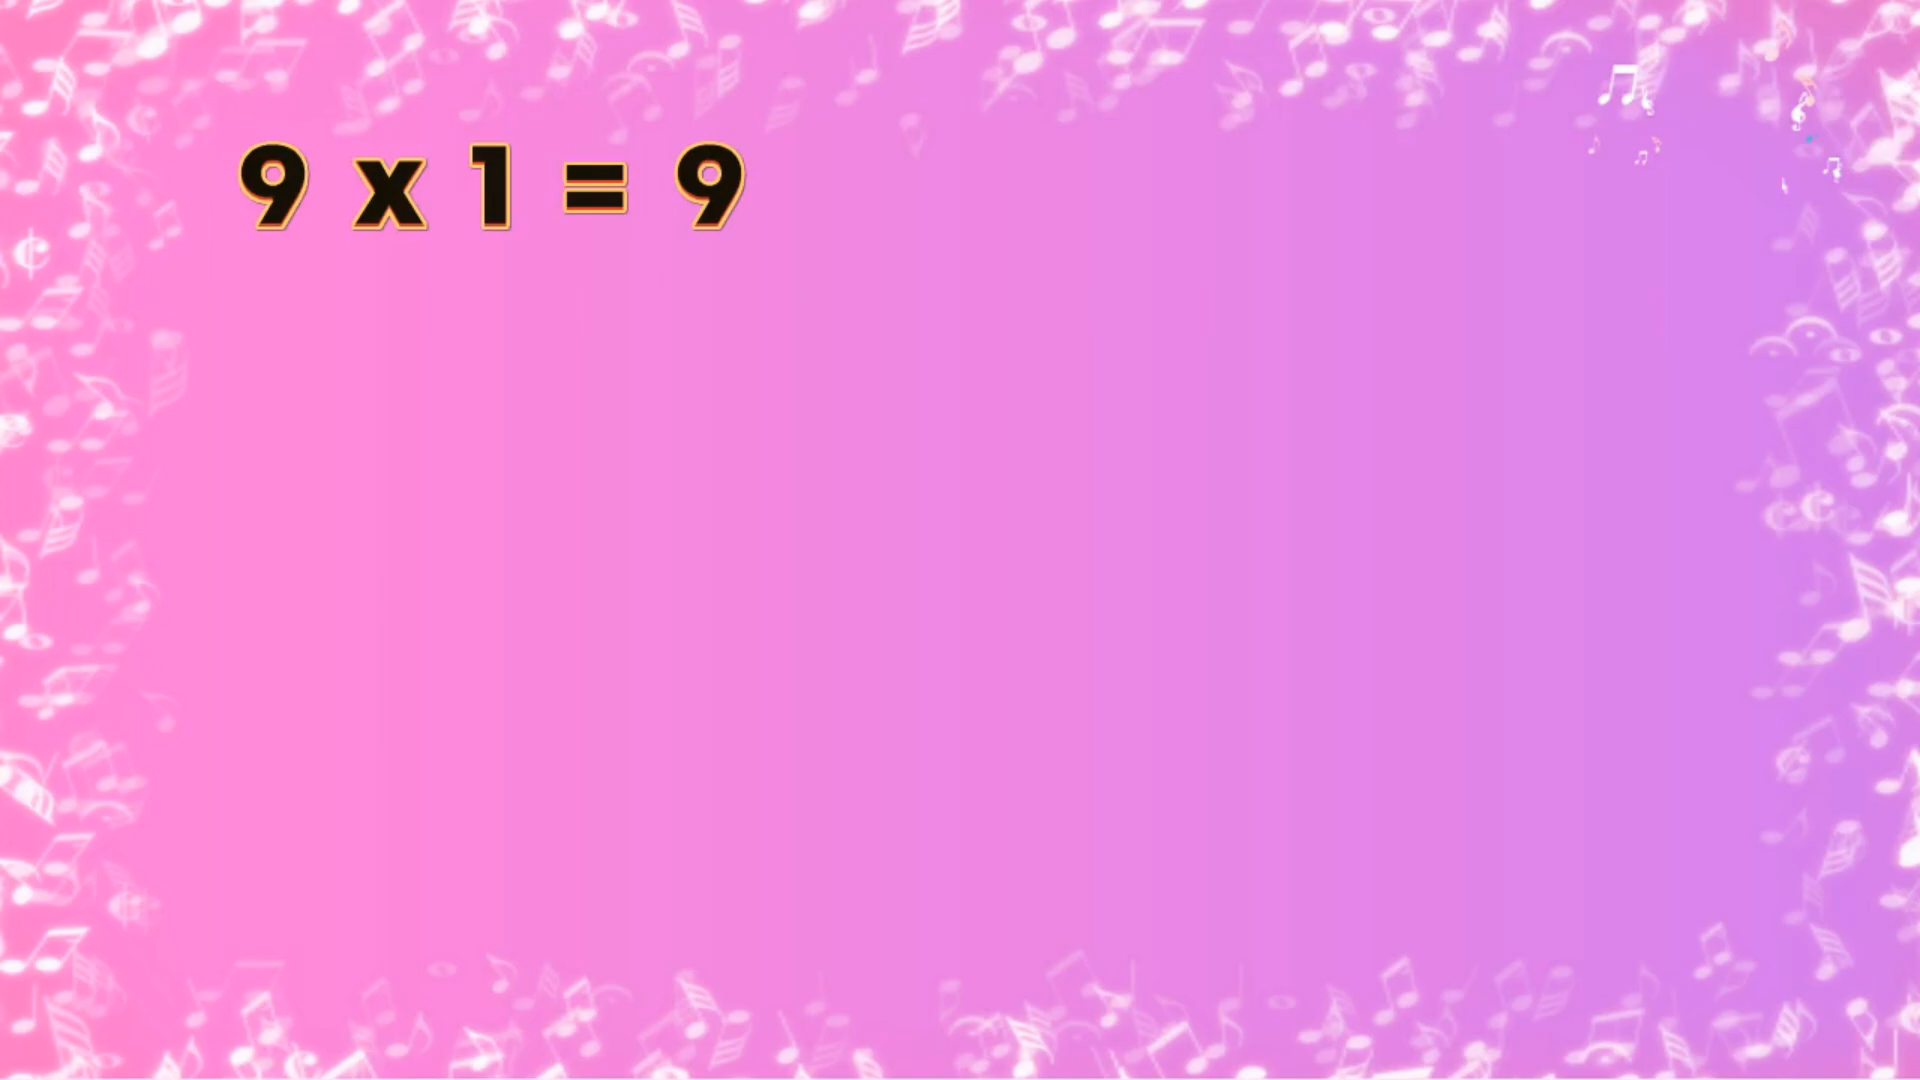 9 x 1 = 9